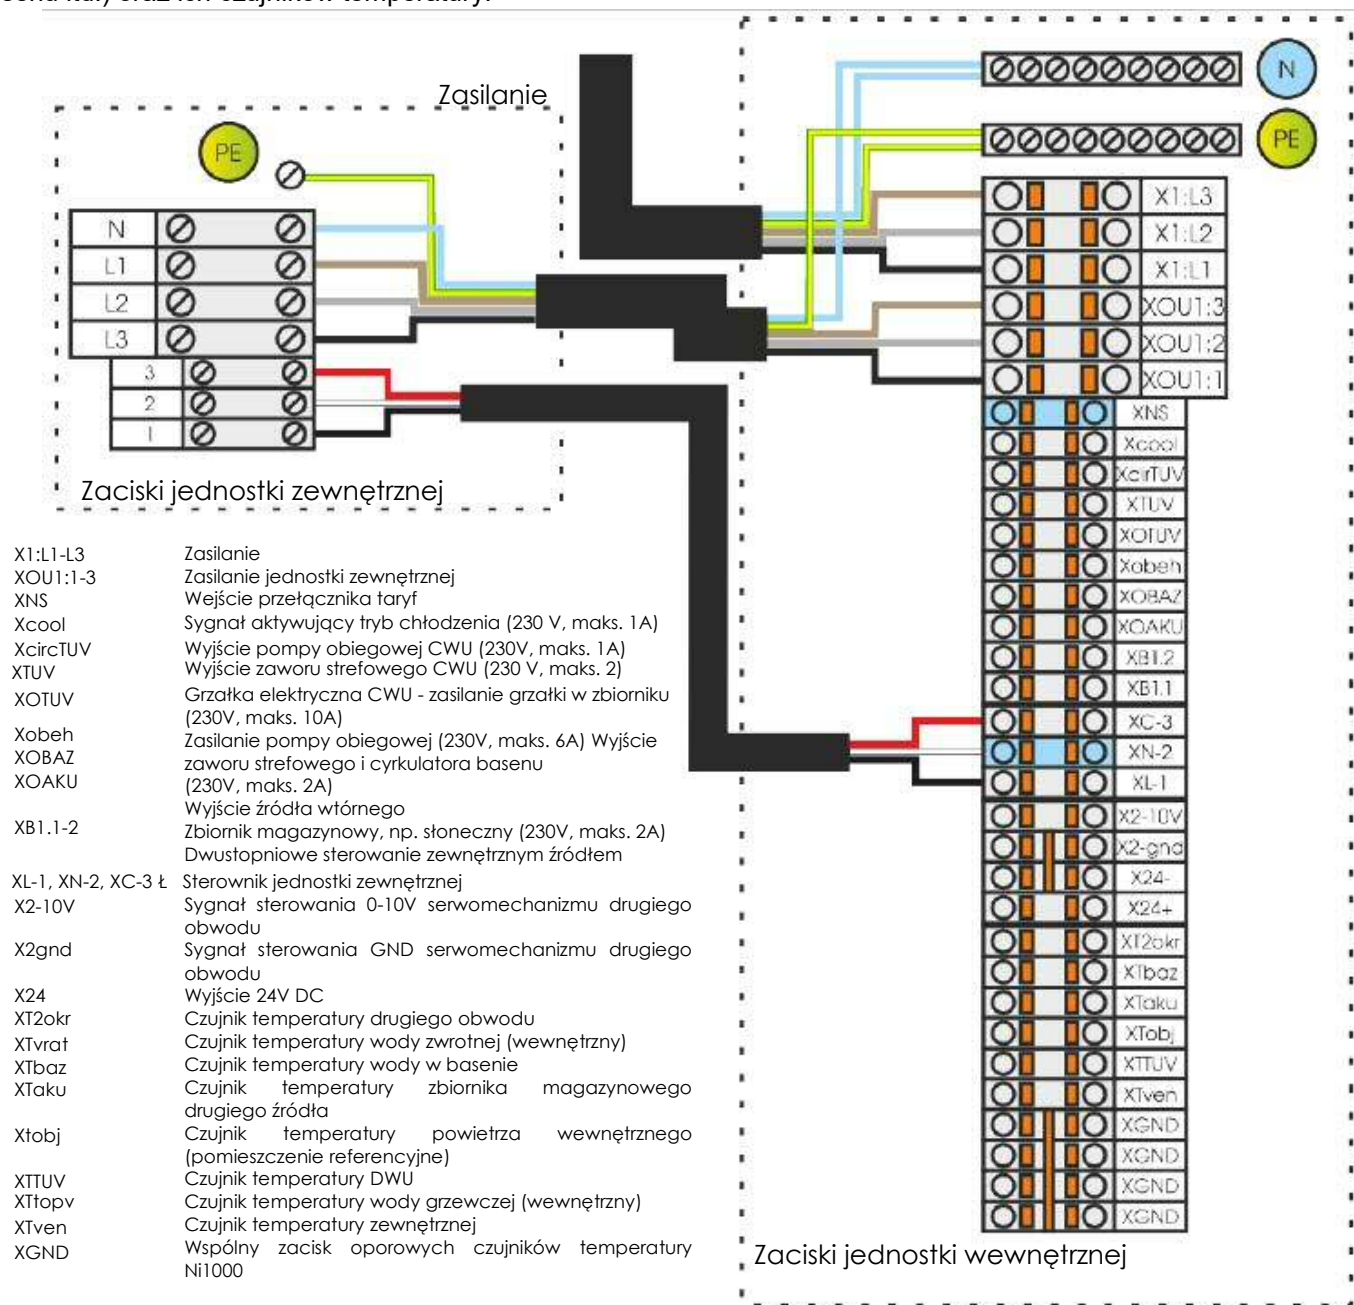 oraz ich czujników temperatury.
Zasilanie
N
PE
PE
N
L1
L2
L3
3
2
1
Zaciski jednostki zewnętrznej
X1:L3
X1:L2
X1:L1
XOU1:3
XOU1:2
XOU1:1
XNS
Xcool
XcirTUV
XTUV
XOTUV
Xobeh
XOBAZ
XOAKU
XB1.2
XB1.1
XC-3
XN-2
XL-1
X2-10V
X2-gnd
X24-
X24+
XT2okr
XTbaz
XTaku
XTobj
XTTUV
XTven
XGND
XGND
XGND
XGND
Zaciski jednostki wewnętrznej
X1:L1-L3 Zasilanie
XOU1:1-3 Zasilanie jednostki zewnętrznej
XNS Wejście przełącznika taryf
Xcool Sygnał aktywujący tryb chłodzenia (230 V, maks. 1A)
XcircTUV Wyjście pompy obiegowej CWU (230V, maks. 1A)
XTUV Wyjście zaworu strefowego CWU (230 V, maks. 2)
XOTUV Grzałka elektryczna CWU - zasilanie grzałki w zbiorniku
(230V, maks. 10A)
Xobeh Zasilanie pompy obiegowej (230V, maks. 6A) Wyjście
XOBAZ zaworu strefowego i cyrkulatora basenu
XOAKU (230V, maks. 2A)
Wyjście źródła wtórnego
XB1.1-2 Zbiornik magazynowy, np. słoneczny (230V, maks. 2A)
Dwustopniowe sterowanie zewnętrznym źródłem
XL-1, XN-2, XC-3 Ł Sterownik jednostki zewnętrznej
X2-10V Sygnał sterowania 0-10V serwomechanizmu drugiego
obwodu
X2gnd Sygnał sterowania GND serwomechanizmu drugiego
obwodu
X24 Wyjście 24V DC
XT2okr Czujnik temperatury drugiego obwodu
XTvrat Czujnik temperatury wody zwrotnej (wewnętrzny)
XTbaz Czujnik temperatury wody w basenie
XTaku Czujnik temperatury zbiornika magazynowego
drugiego źródła
Xtobj Czujnik temperatury powietrza wewnętrznego
(pomieszczenie referencyjne)
XTTUV Czujnik temperatury DWU
XTtopv Czujnik temperatury wody grzewczej (wewnętrzny)
XTven Czujnik temperatury zewnętrznej
XGND Wspólny zacisk oporowych czujników temperatury
Ni1000